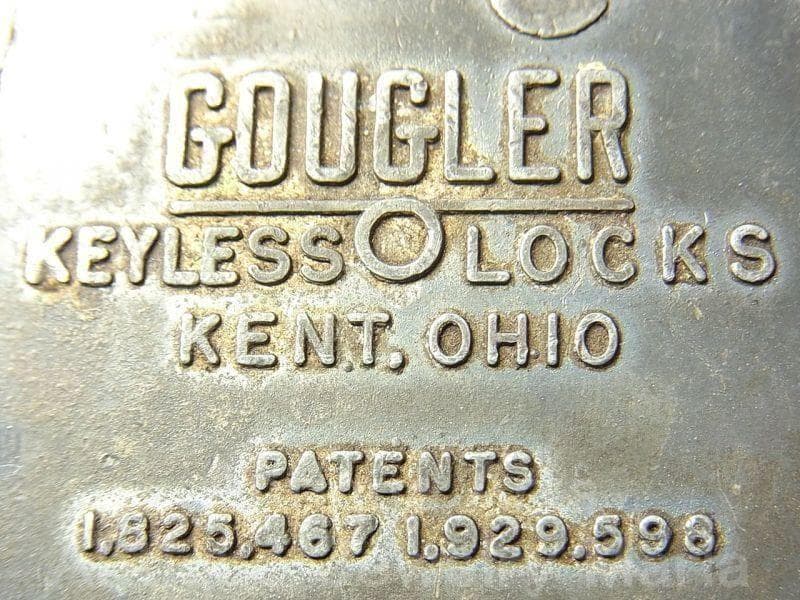 GOUGLER
KEYLESS LOCKS
KENT. OHIO
PATENTS
1,825,467 1,929,598